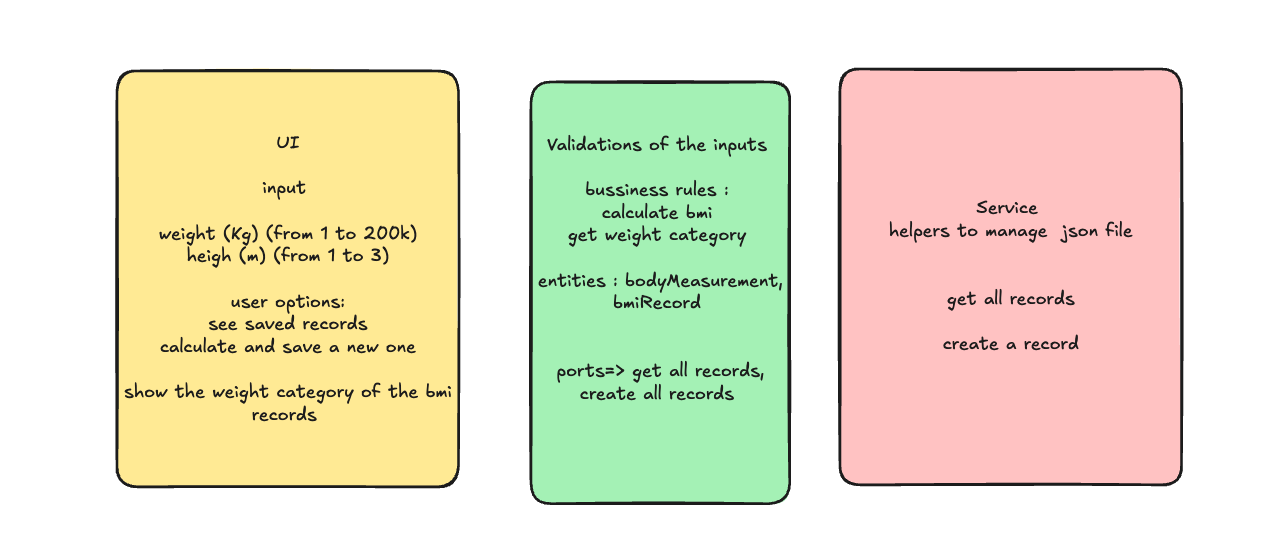 UI
input
weight (Kg) (from 1 to 200k)
heigh (m) (from 1 to 3)
user options:
see saved records
calculate and save a new one
show the weight category of the bmi
records
Validations of the inputs
bussiness rules :
calculate bmi
get weight category
entities : bodyMeasurement,
bmiRecord
ports=> get all records,
create all records
Service
helpers to manage json file
get all records
create a record